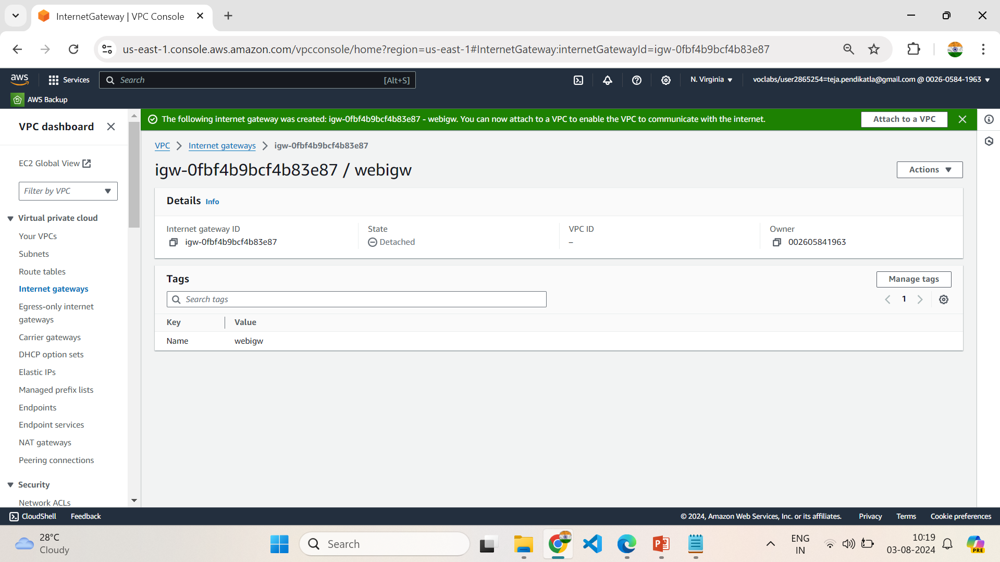 InternetGateway | VPC Console
us-east-1.console.aws.amazon.com/vpcconsole/home?region=us-east-1#InternetGateway:internetGatewayId=igw-0fbf4b9bcf4b83e87
aws
Services
Search
[Alt+S]
N. Virginia
voclabs/user2865254=teja.pendikatla@gmail.com @ 0026-0584-1963
AWS Backup
VPC dashboard
EC2 Global View
Filter by VPC
Virtual private cloud
Your VPCs
Subnets
Route tables
Internet gateways
Egress-only internet
gateways
Carrier gateways
DHCP option sets
Elastic IPs
Managed prefix lists
Endpoints
Endpoint services
NAT gateways
Peering connections
Security
Network ACLs
The following internet gateway was created: igw-0fbf4b9bcf4b83e87 - webigw. You can now attach to a VPC to enable the VPC to communicate with the internet.
Attach to a VPC
VPC
Internet gateways
igw-0fbf4b9bcf4b83e87
igw-0fbf4b9bcf4b83e87 / webigw
Actions
Details Info
Internet gateway ID
igw-0fbf4b9bcf4b83e87
State
Detached
VPC ID
–
Owner
002605841963
Tags
Manage tags
Search tags
1
Key
Value
Name
webigw
CloudShell
Feedback
© 2024, Amazon Web Services, Inc. or its affiliates.
Privacy
Terms
Cookie preferences
28°C
Cloudy
Search
ENG
IN
10:19
03-08-2024
PRE